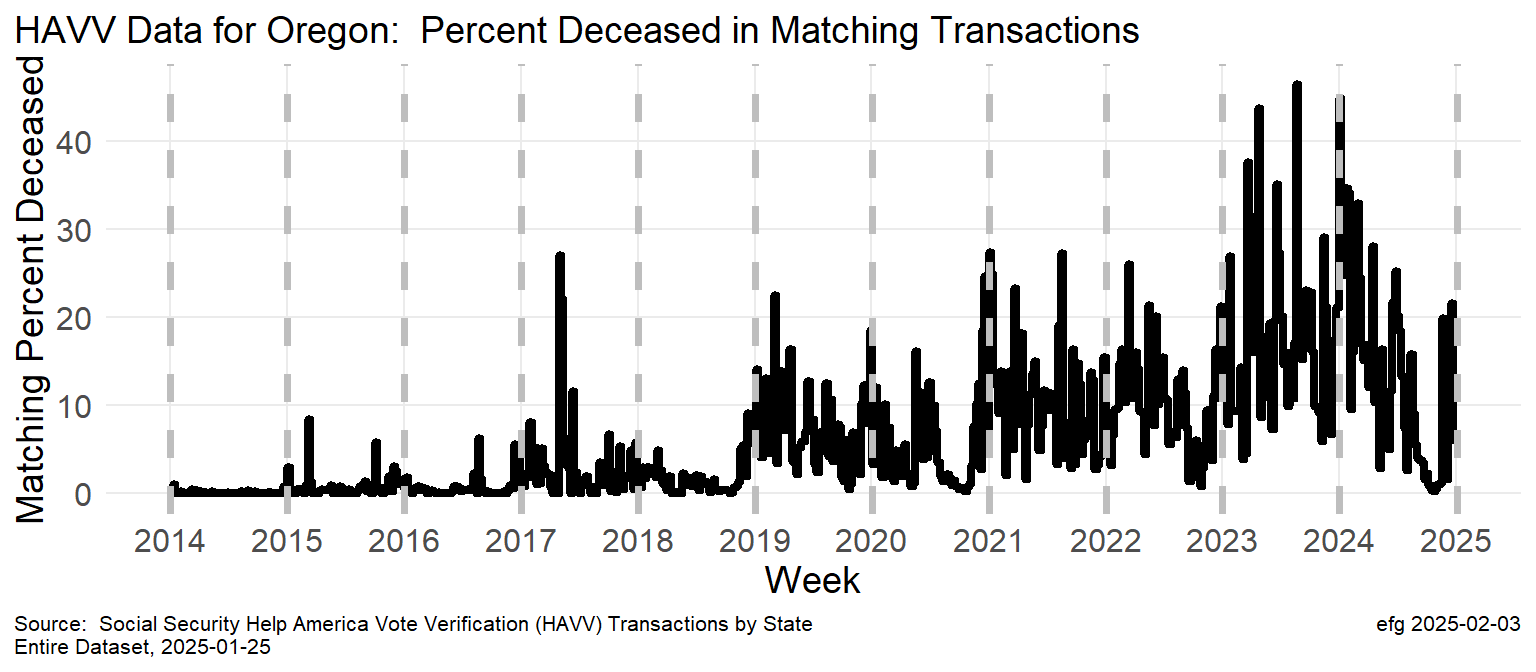 HAVV Data for Oregon:  Percent Deceased in Matching Transactions
Matching Percent Deceased
40
30
20
10
0
2014 2015 2016 2017 2018 2019 2020 2021 2022 2023 2024 2025
Week
Source:  Social Security Help America Vote Verification (HAVV) Transactions by State
Entire Dataset, 2025-01-25
efg 2025-02-03